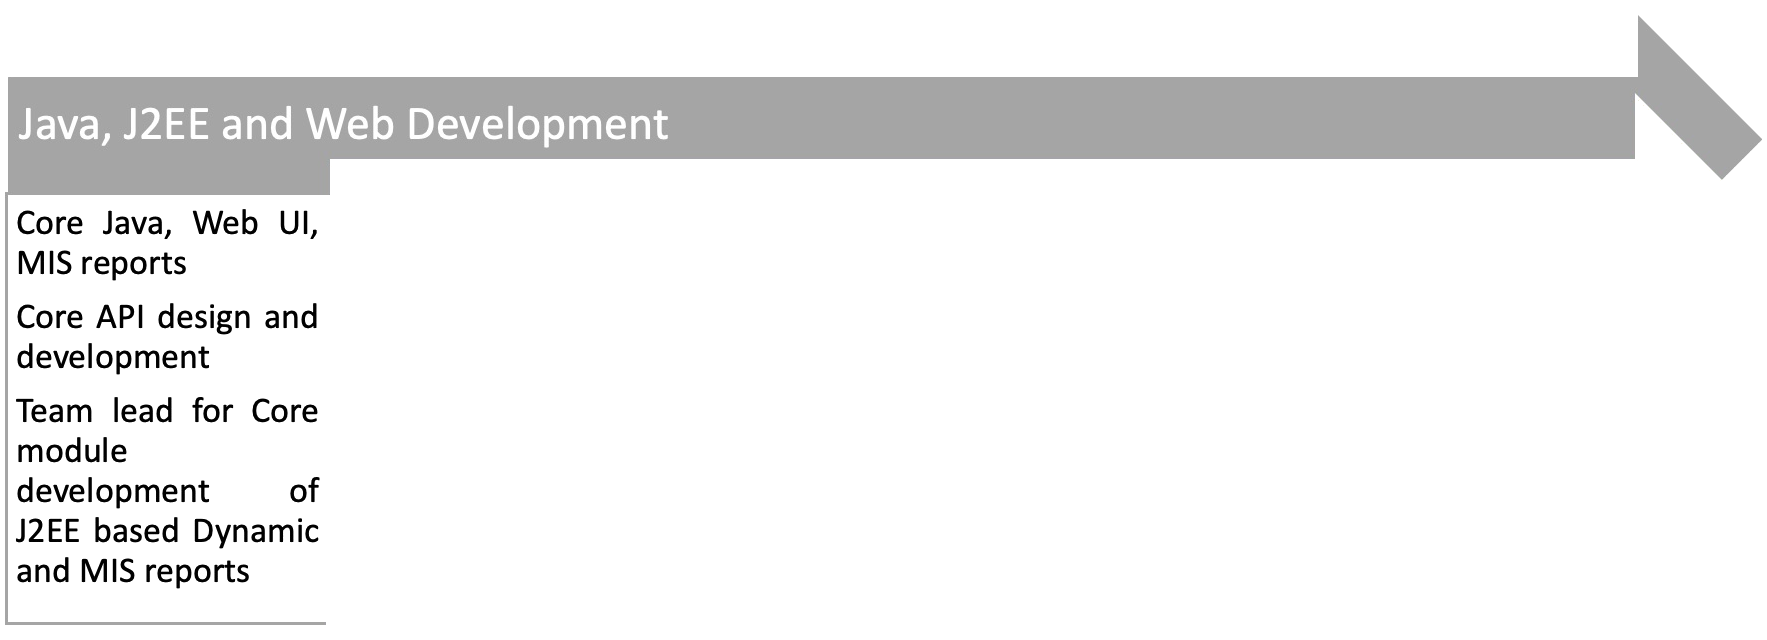 Java, J2EE and Web Development
Core Java, Web UI,
MIS reports
Core API design and
development
Team lead for Core
module
development of
J2EE based Dynamic
and MIS reports